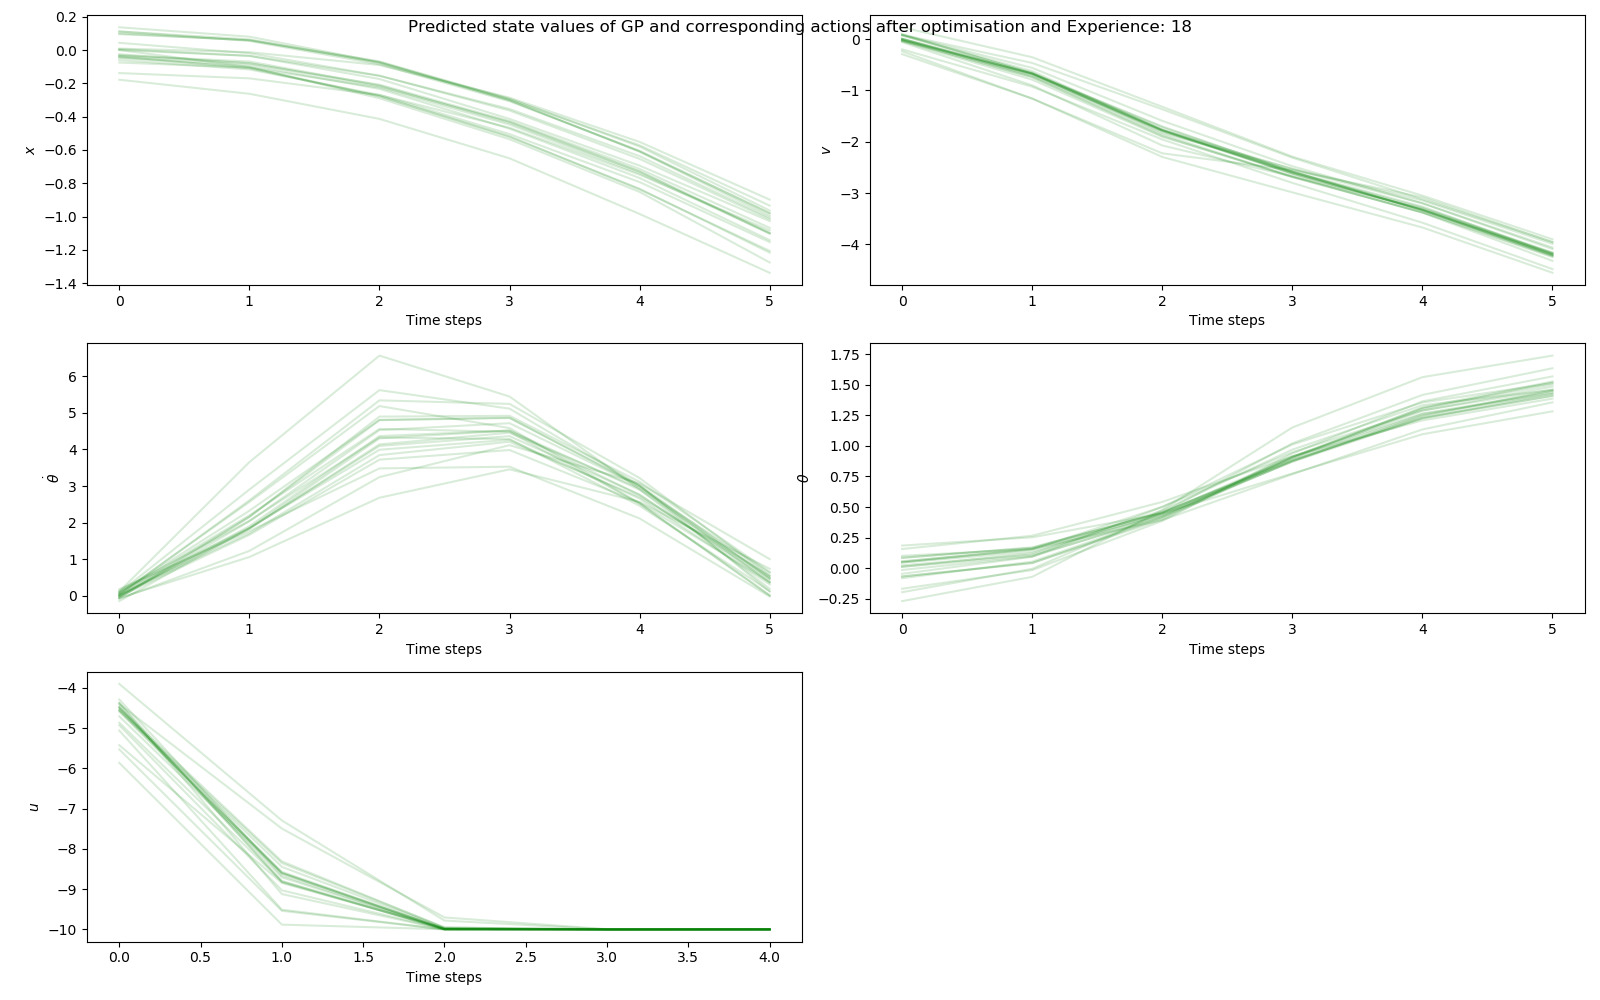 Predicted state values of GP and corresponding actions after optimisation and Experience: 18
0.2
0.0
−0.2
−0.4
−0.6
−0.8
−1.0
−1.2
−1.4
x
0 1 2 3 4 5
Time steps
0
−1
−2
−3
−4
v
0 1 2 3 4 5
Time steps
6
5
4
3
2
1
0
θ̇
0 1 2 3 4 5
Time steps
1.75
1.50
1.25
1.00
0.75
0.50
0.25
0.00
−0.25
θ
0 1 2 3 4 5
Time steps
−4
−5
−6
−7
−8
−9
−10
u
0.0 0.5 1.0 1.5 2.0 2.5 3.0 3.5 4.0
Time steps